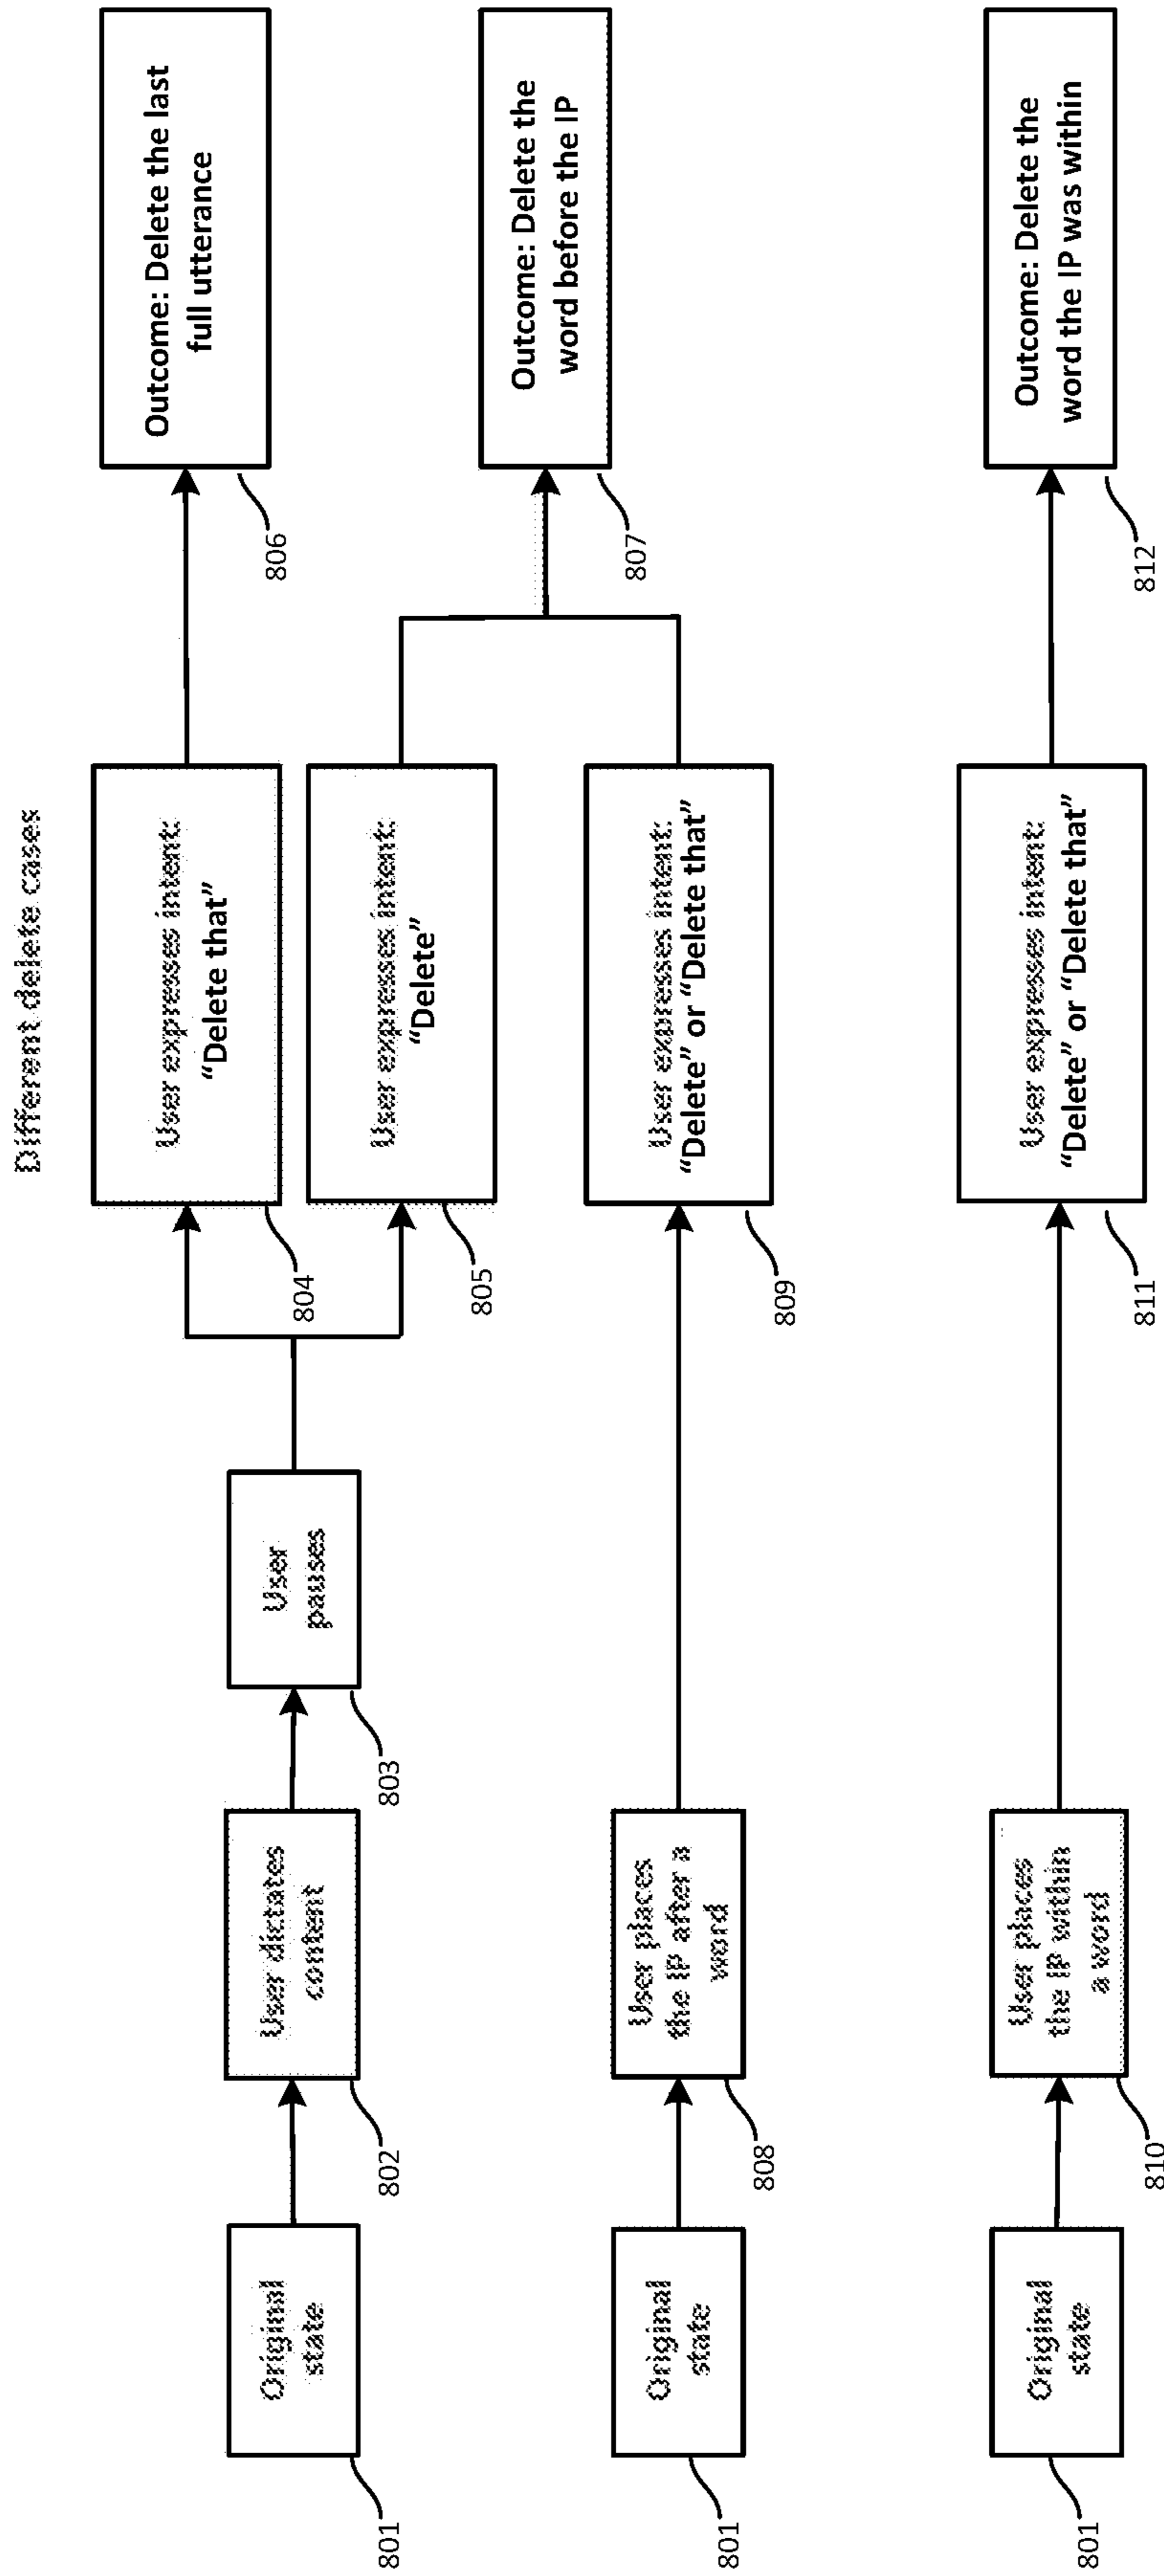 Different delete cases
Original
state
801
User dictates
content
802
User
pauses
803
User expresses intent:
“Delete that”
804
User expresses intent:
“Delete”
805
Outcome: Delete the last
full utterance
806
Outcome: Delete the
word before the IP
807
Original
state
801
User places
the IP after a
word
808
User expresses intent:
“Delete” or “Delete that”
809
Original
state
801
User places
the IP within
a word
810
User expresses intent:
“Delete” or “Delete that”
811
Outcome: Delete the
word the IP was within
812